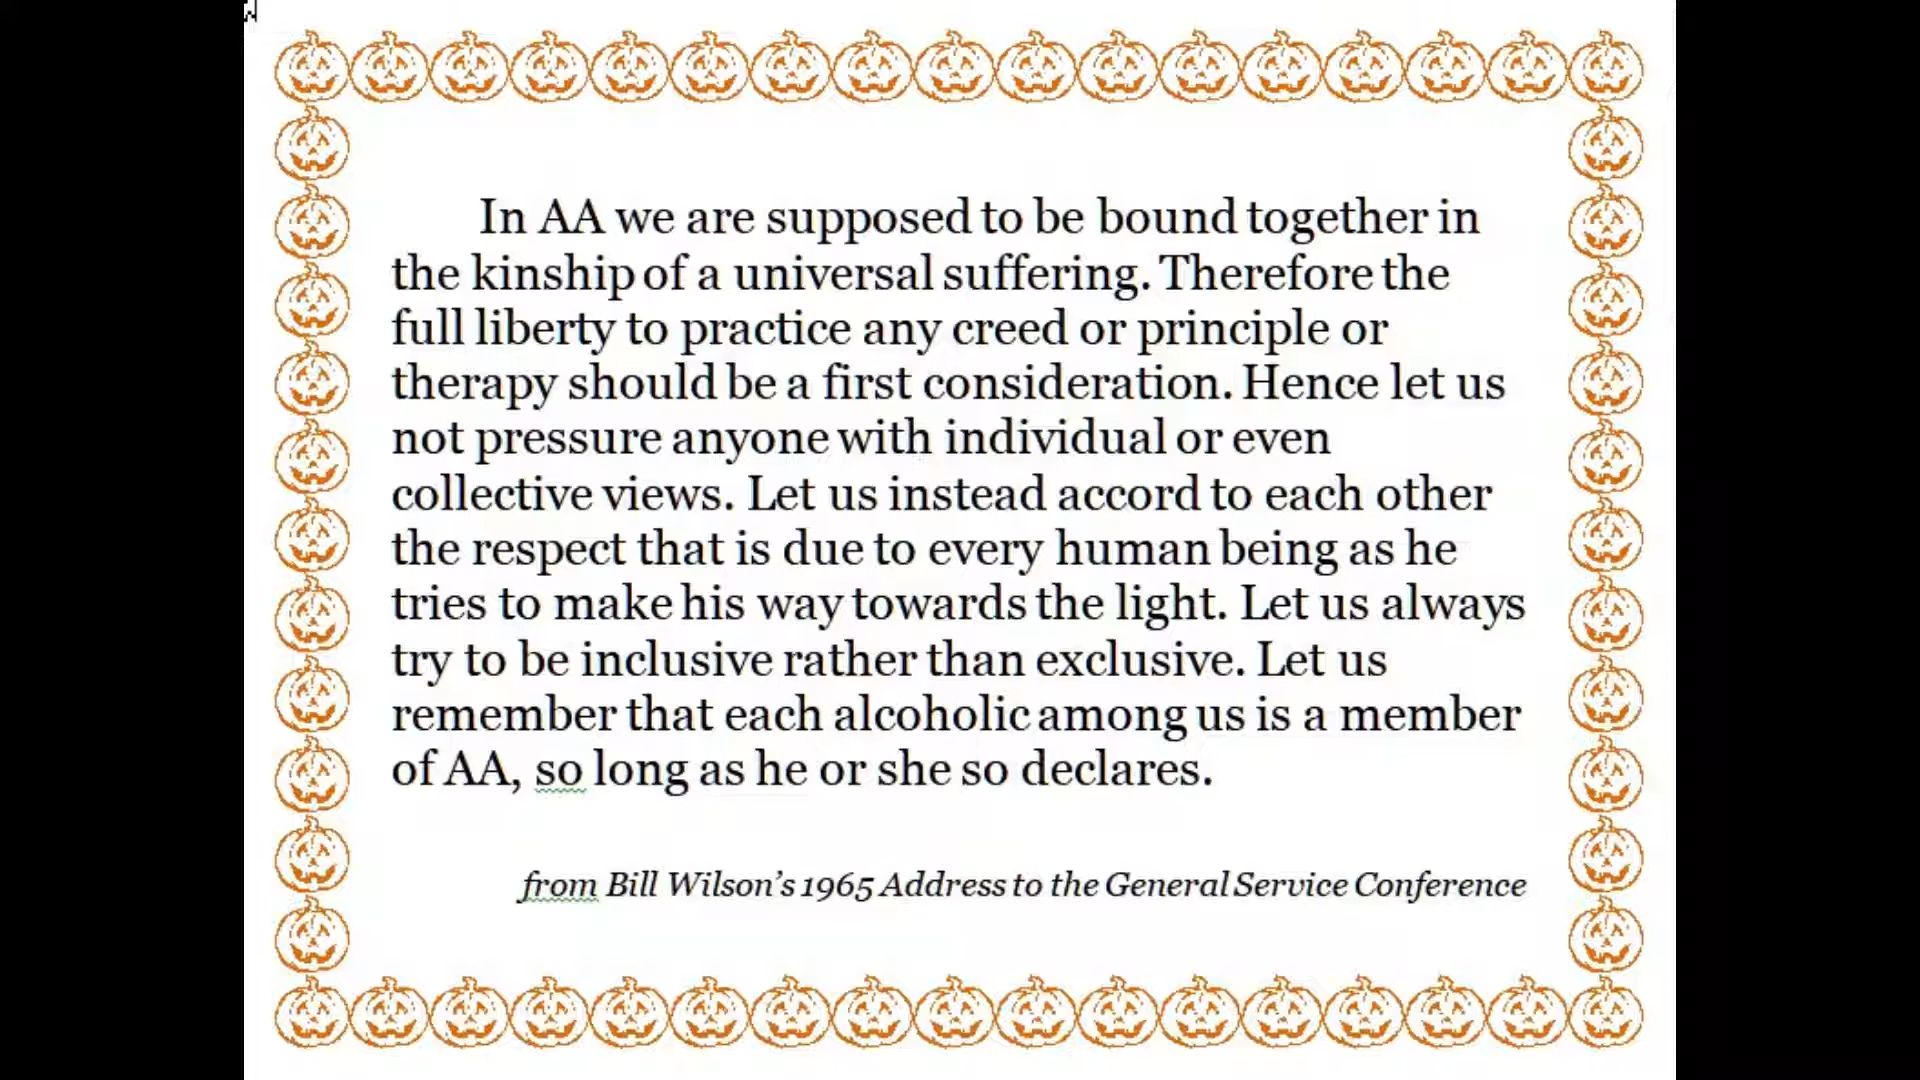 In AA we are supposed to be bound together in
the kinship of a universal suffering. Therefore the
full liberty to practice any creed or principle or
therapy should be a first consideration. Hence let us
not pressure anyone with individual or even
collective views. Let us instead accord to each other
the respect that is due to every human being as he
tries to make his way towards the light. Let us always
try to be inclusive rather than exclusive. Let us
remember that each alcoholic among us is a member
of AA, so long as he or she so declares.
from Bill Wilson’s 1965 Address to the General Service Conference